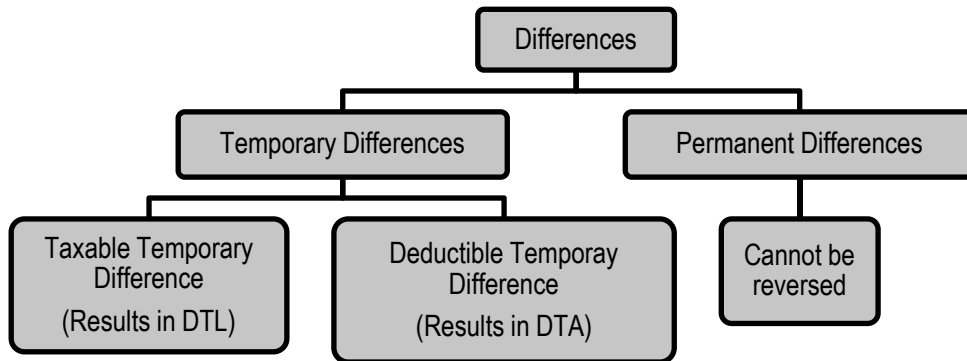 Differences
Temporary Differences
Permanent Differences
Taxable Temporary
Difference
(Results in DTL)
Deductible Temporay
Difference
(Results in DTA)
Cannot be
reversed